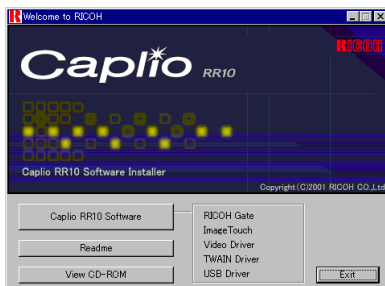 Welcome to RICOH
RICOH
Caplio RR10
Caplio RR10 Software Installer
Copyright (C)2001 RICOH CO.,Ltd
Caplio RR10 Software
Readme
View CD-ROM
RICOH Gate
ImageTouch
Video Driver
TWAIN Driver
USB Driver
Exit